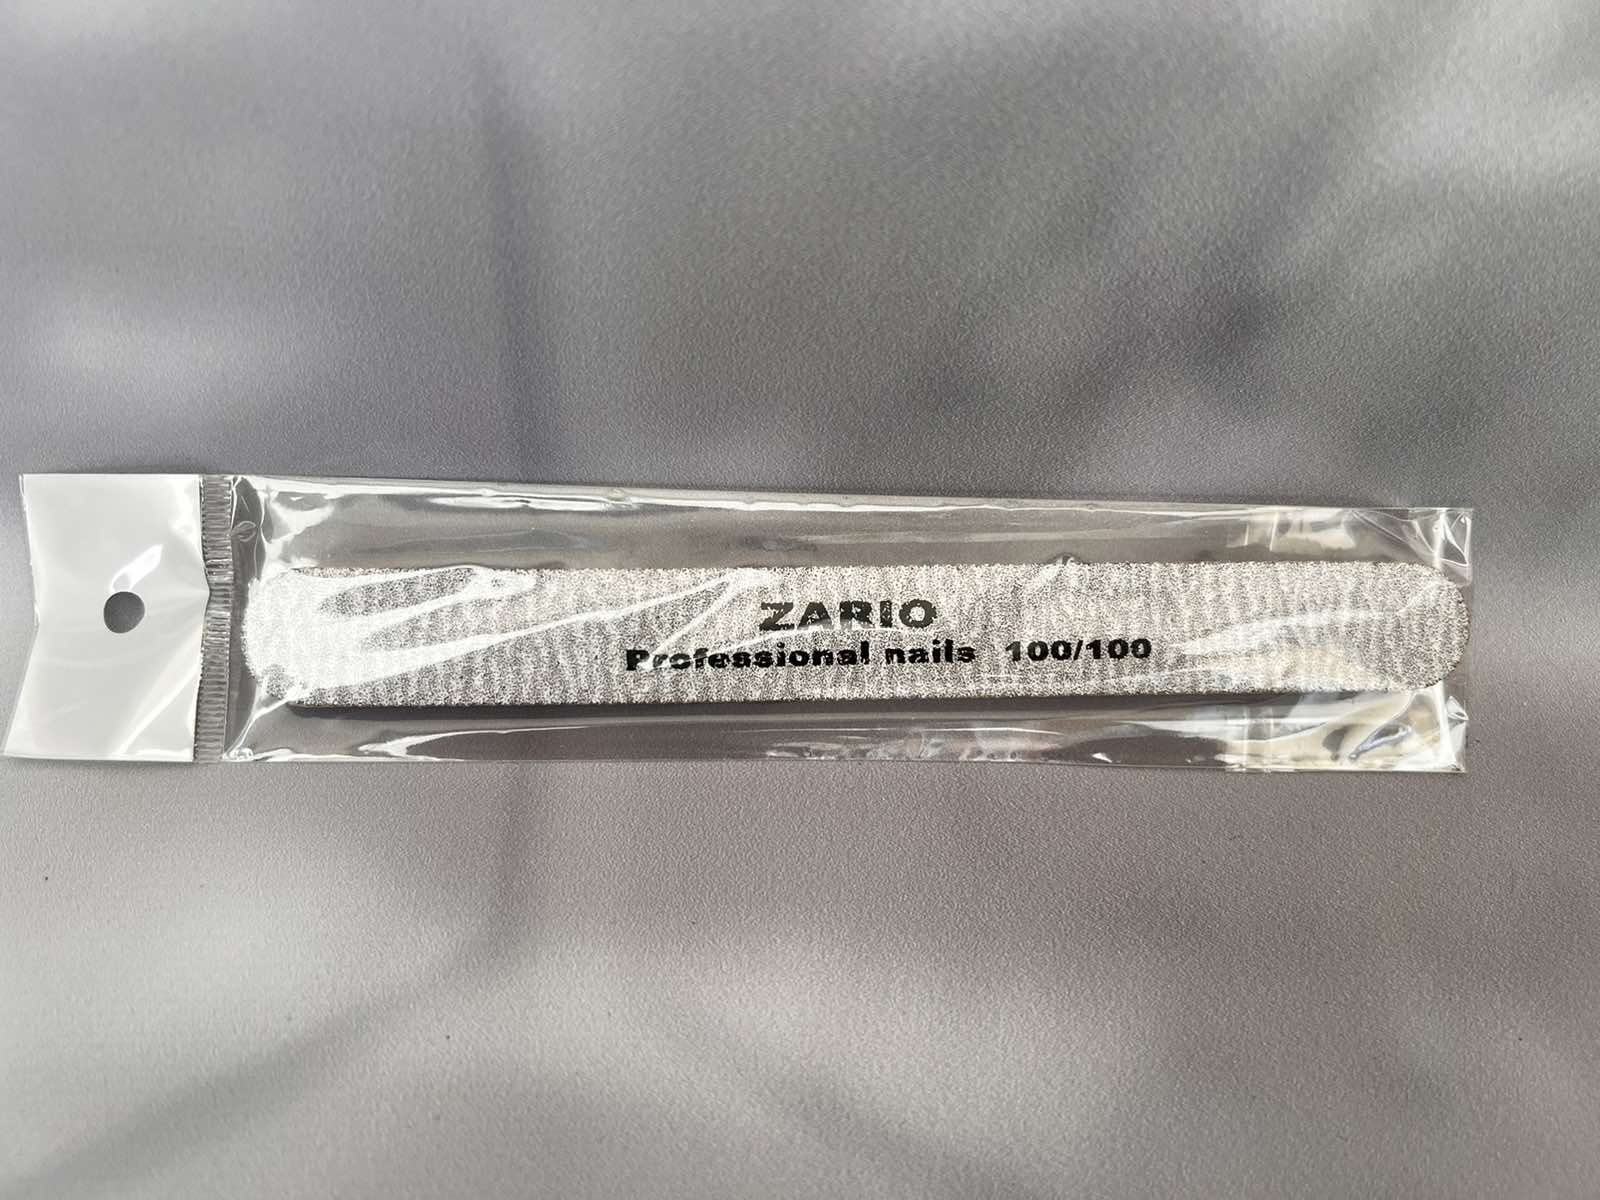 ZARIO
Professional nails 100/100